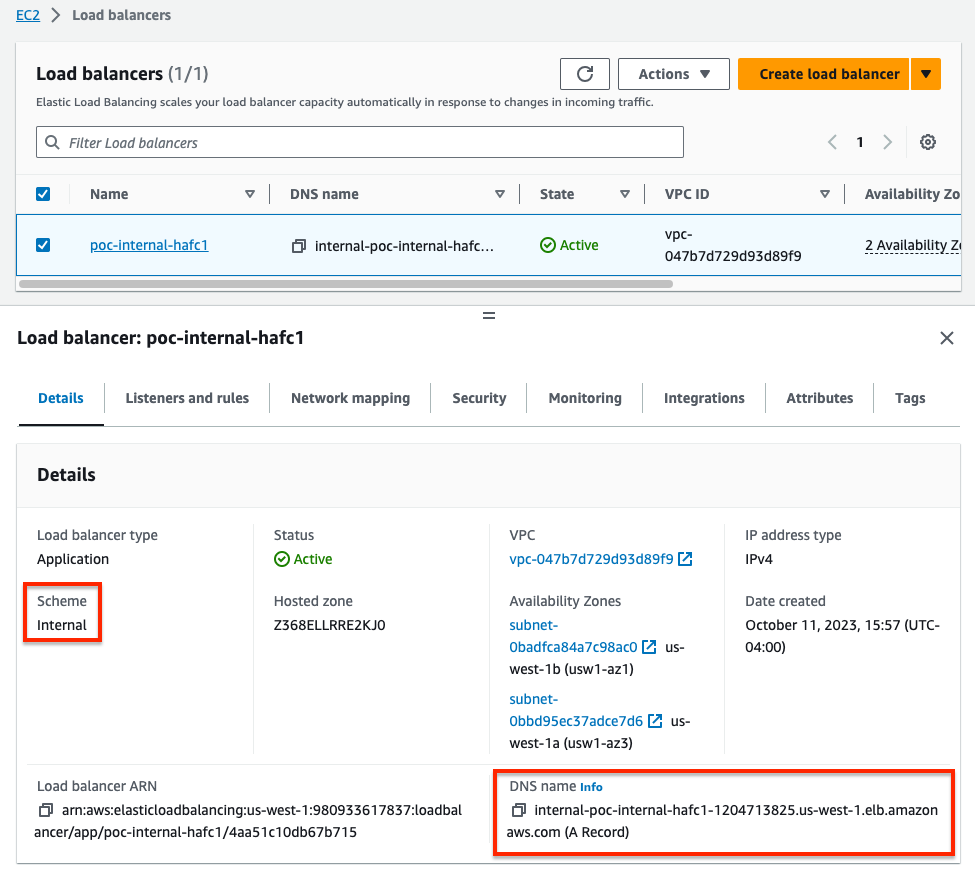 EC2 > Load balancers
Load balancers (1/1)
Actions
Create load balancer
Elastic Load Balancing scales your load balancer capacity automatically in response to changes in incoming traffic.
Filter Load balancers
1
Name DNS name State VPC ID Availability Zo
poc-internal-hafc1 internal-poc-internal-hafc... Active vpc-
047b7d729d93d89f9
2 Availability Zo
Load balancer: poc-internal-hafc1
Details Listeners and rules Network mapping Security Monitoring Integrations Attributes Tags
Details
Load balancer type
Application
Scheme
Internal
Status
Active
Hosted zone
Z368ELLRRE2KJ0
VPC
vpc-047b7d729d93d89f9
Availability Zones
subnet-
0badfca84a7c98ac0 us-
west-1b (usw1-az1)
subnet-
0bbd95ec37adce7d6 us-
west-1a (usw1-az3)
IP address type
IPv4
Date created
October 11, 2023, 15:57 (UTC-
04:00)
Load balancer ARN
arn:aws:elasticloadbalancing:us-west-1:980933617837:loadbal
ancer/app/poc-internal-hafc1/4aa51c10db67b715
DNS name Info
internal-poc-internal-hafc1-1204713825.us-west-1.elb.amazon
aws.com (A Record)